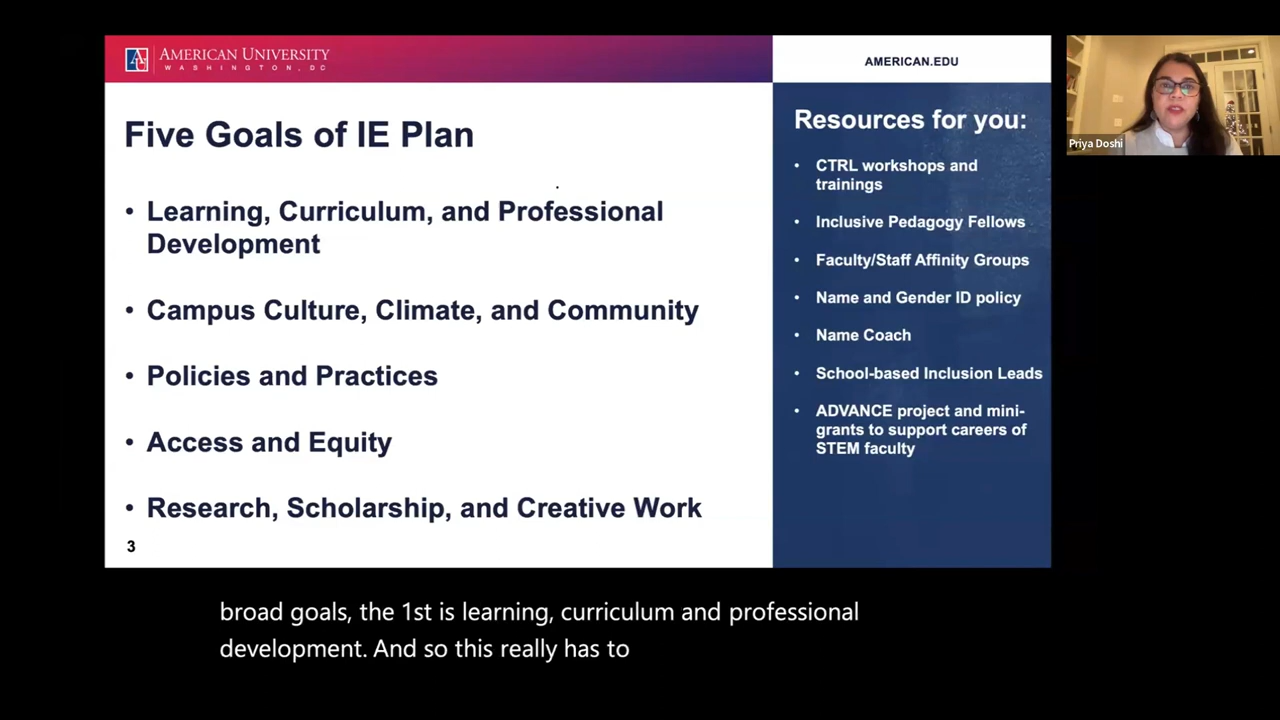 AMERICAN UNIVERSITY
WASHINGTON, DC
AMERICAN.EDU
Five Goals of IE Plan
• Learning, Curriculum, and Professional
Development
• Campus Culture, Climate, and Community
• Policies and Practices
• Access and Equity
• Research, Scholarship, and Creative Work
3
Resources for you:
• CTRL workshops and
trainings
• Inclusive Pedagogy Fellows
• Faculty/Staff Affinity Groups
• Name and Gender ID policy
• Name Coach
• School-based Inclusion Leads
• ADVANCE project and mini-
grants to support careers of
STEM faculty
Priya Doshi
broad goals, the 1st is learning, curriculum and professional
development. And so this really has to